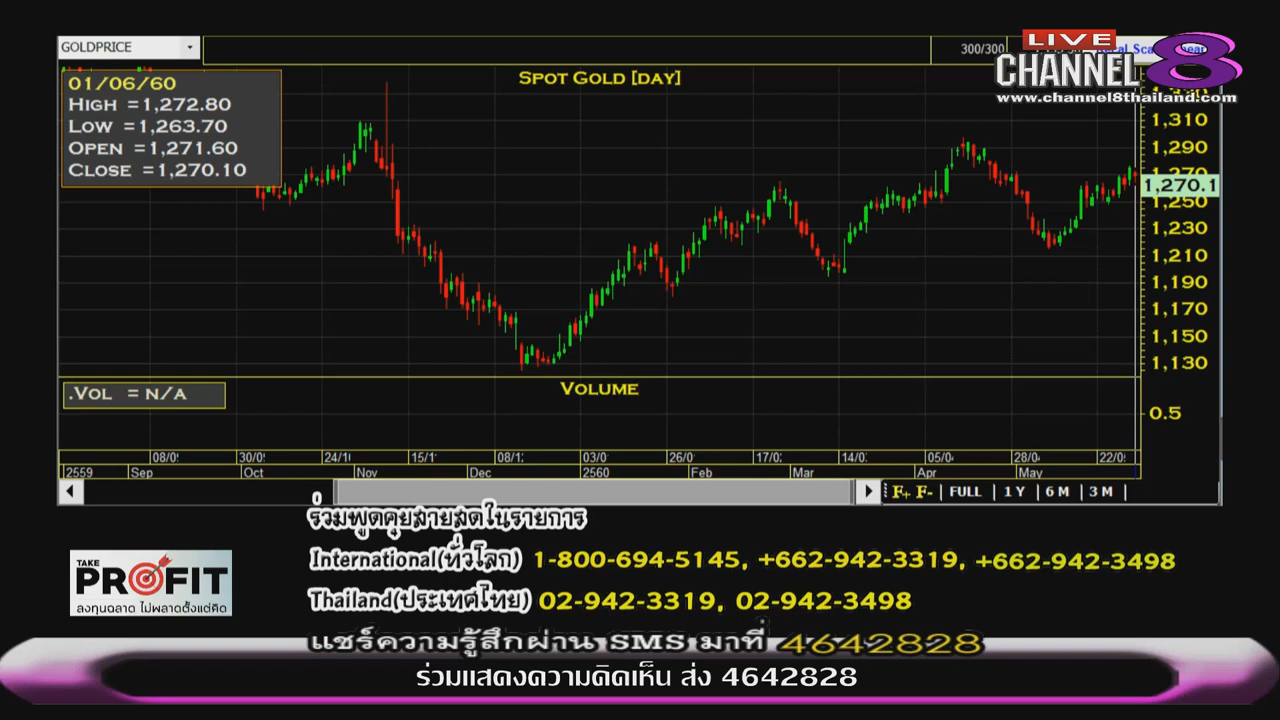 GOLDPRICE
300/300
LIVE
CHANNEL 8
www.channel8thailand.com
SPOT GOLD [DAY]
01/06/60
HIGH =1,272.80
LOW =1,263.70
OPEN =1,271.60
CLOSE =1,270.10
1,310
1,290
1,270
1,270.1
1,250
1,230
1,210
1,190
1,170
1,150
1,130
.VOL = N/A
VOLUME
0.5
08/0 30/0 24/1 15/1 08/1 03/0 26/0 17/0 14/0 05/0 28/0 22/0
2559 Sep Oct Nov Dec 2560 Feb Mar Apr May
F+ F- FULL 1 Y 6 M 3 M
0
ร่วมพูดคุยสายสดในรายการ
International(ทั่วโลก) 1-800-694-5145, +662-942-3319, +662-942-3498
TAKE
PROFIT
ลงทุนฉลาด ไม่พลาดตั้งแต่คิด
Thailand(ประเทศไทย) 02-942-3319, 02-942-3498
แชร์ความรู้สึกผ่าน SMS มาที่ 4642828
ร่วมแสดงความคิดเห็น ส่ง 4642828